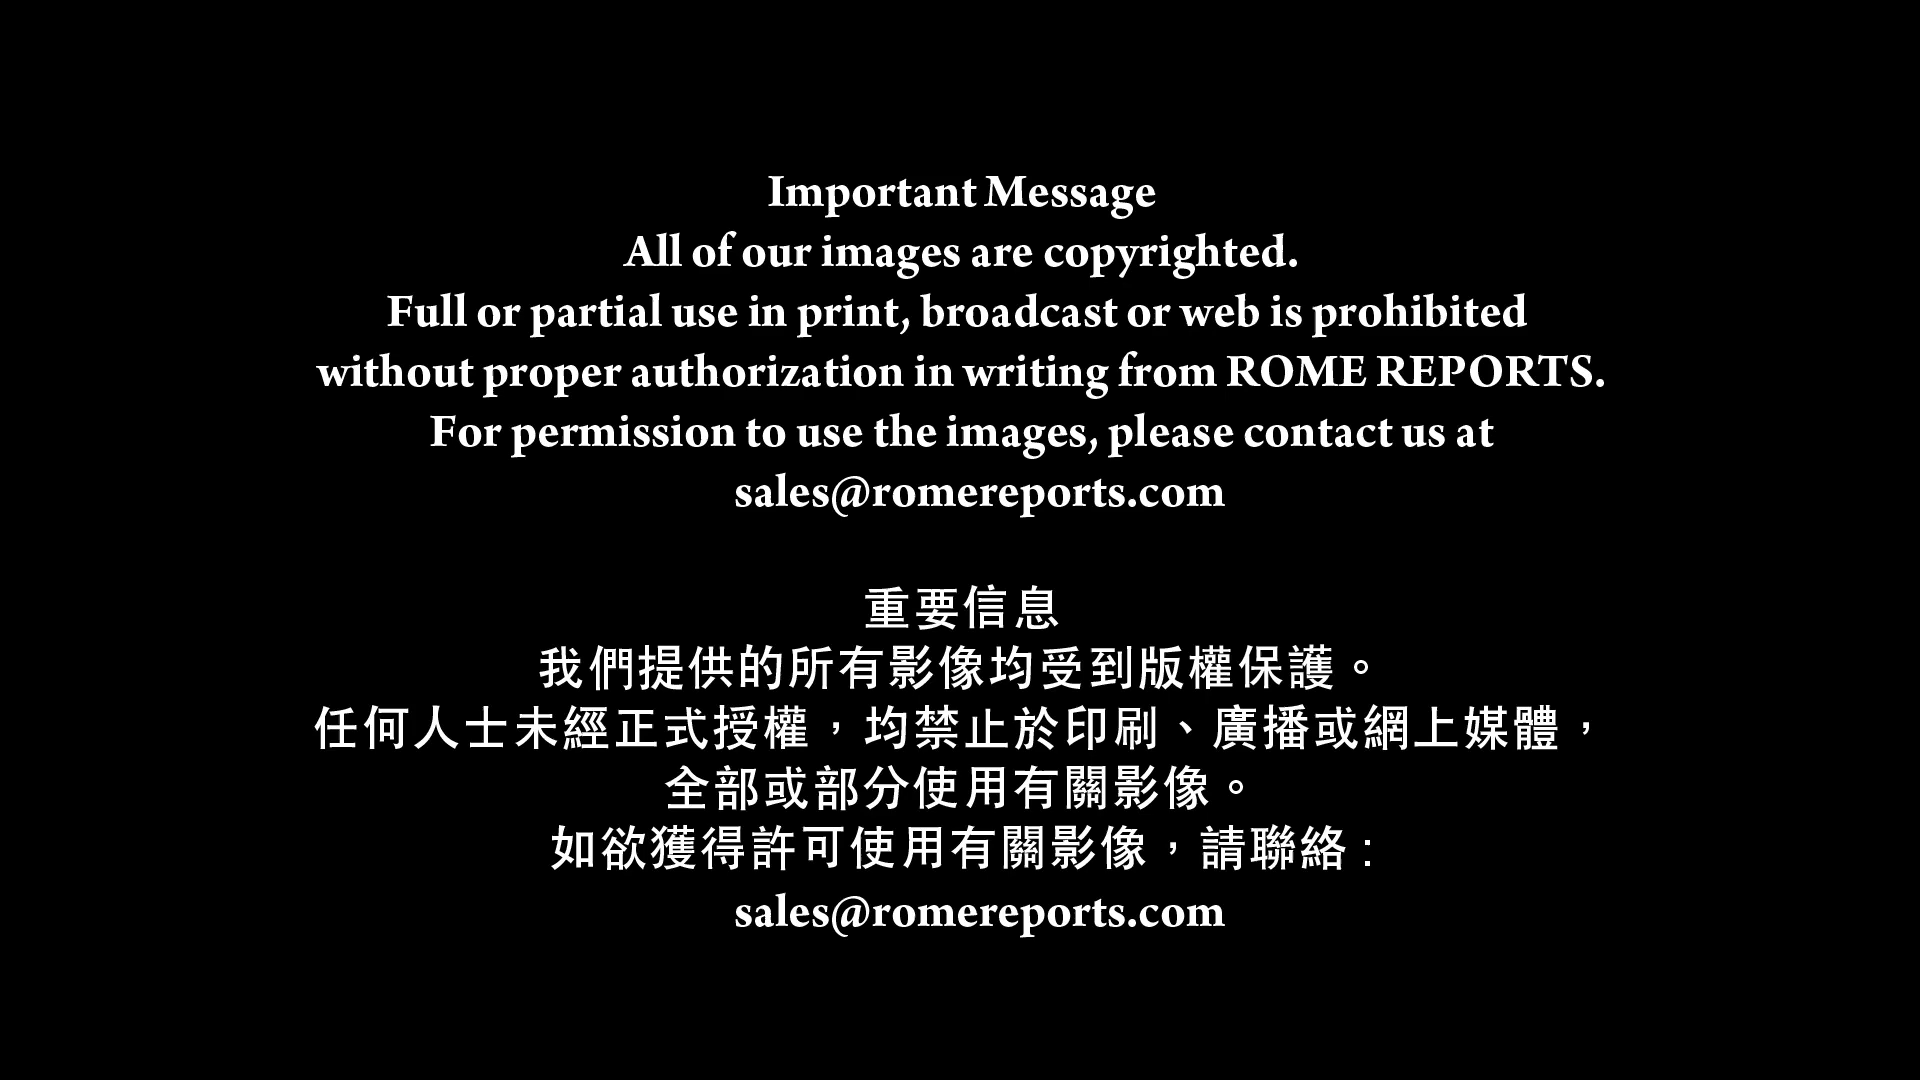 Important Message
All of our images are copyrighted.
Full or partial use in print, broadcast or web is prohibited
without proper authorization in writing from ROME REPORTS.
For permission to use the images, please contact us at
sales@romereports.com
重要信息
我們提供的所有影像均受到版權保護。
任何人士未經正式授權，均禁止於印刷、廣播或網上媒體，
全部或部分使用有關影像。
如欲獲得許可使用有關影像，請聯絡：
sales@romereports.com